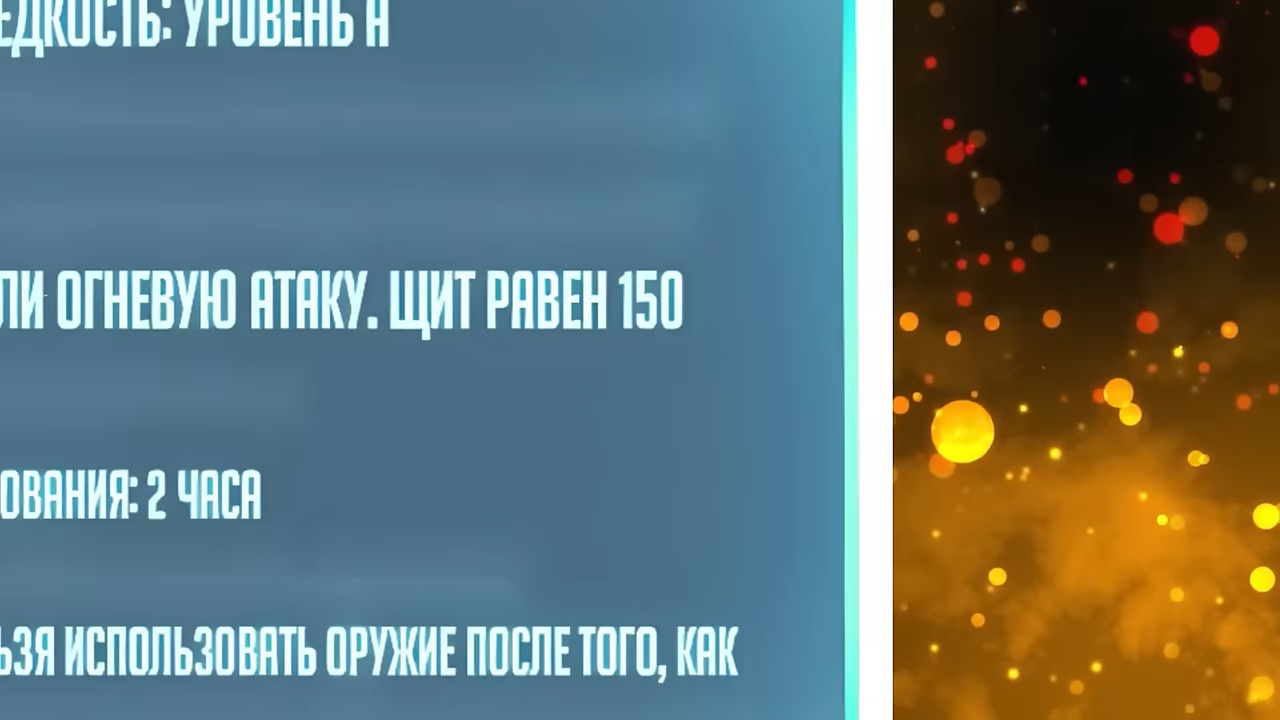 ЕДКОСТЬ: УРОВЕНЬ А
ЛИ ОГНЕВУЮ АТАКУ. ЩИТ РАВЕН 150
ОВАНИЯ: 2 ЧАСА
ЬЗЯ ИСПОЛЬЗОВАТЬ ОРУЖИЕ ПОСЛЕ ТОГО, КАК